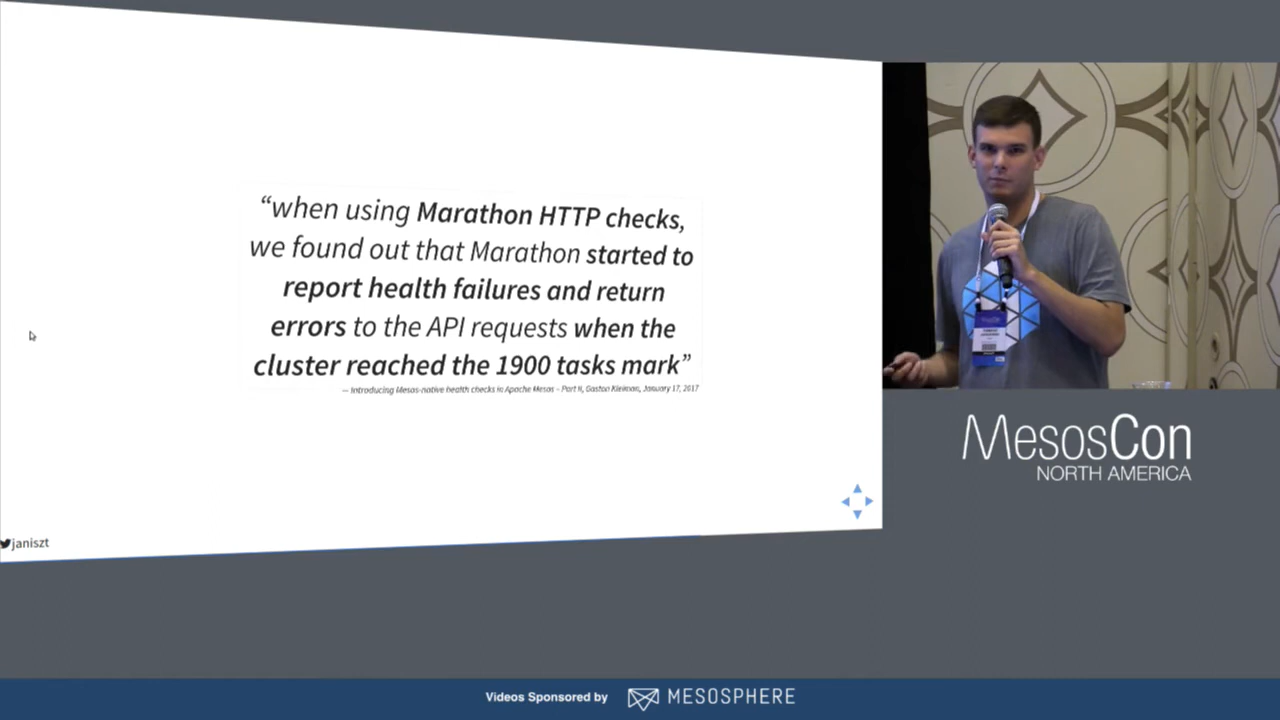 “when using Marathon HTTP checks,
we found out that Marathon started to
report health failures and return
errors to the API requests when the
cluster reached the 1900 tasks mark”
— Introducing Mesos-native health checks in Apache Mesos – Part II, Gaston Kleiman, January 17, 2017
janiszt
MesosCon
NORTH AMERICA
Videos Sponsored by MESOSPHERE